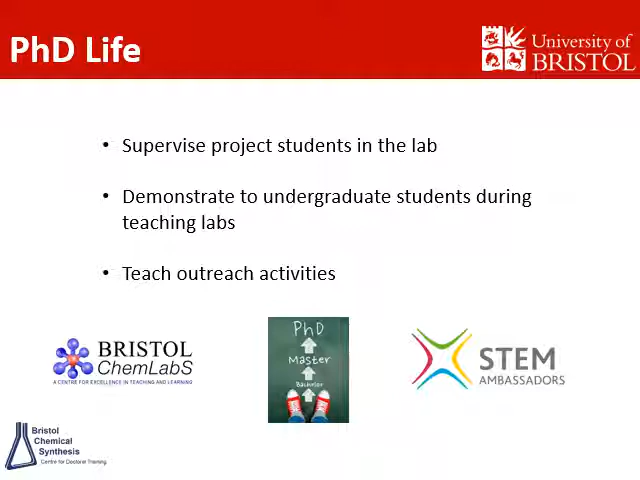 PhD Life
University of
BRISTOL
• Supervise project students in the lab
• Demonstrate to undergraduate students during
teaching labs
• Teach outreach activities
BRISTOL
ChemLabS
A CENTRE FOR EXCELLENCE IN TEACHING AND LEARNING
PhD
Master
Bachelor
STEM
AMBASSADORS
Bristol
Chemical
Synthesis
Centre for Doctoral Training